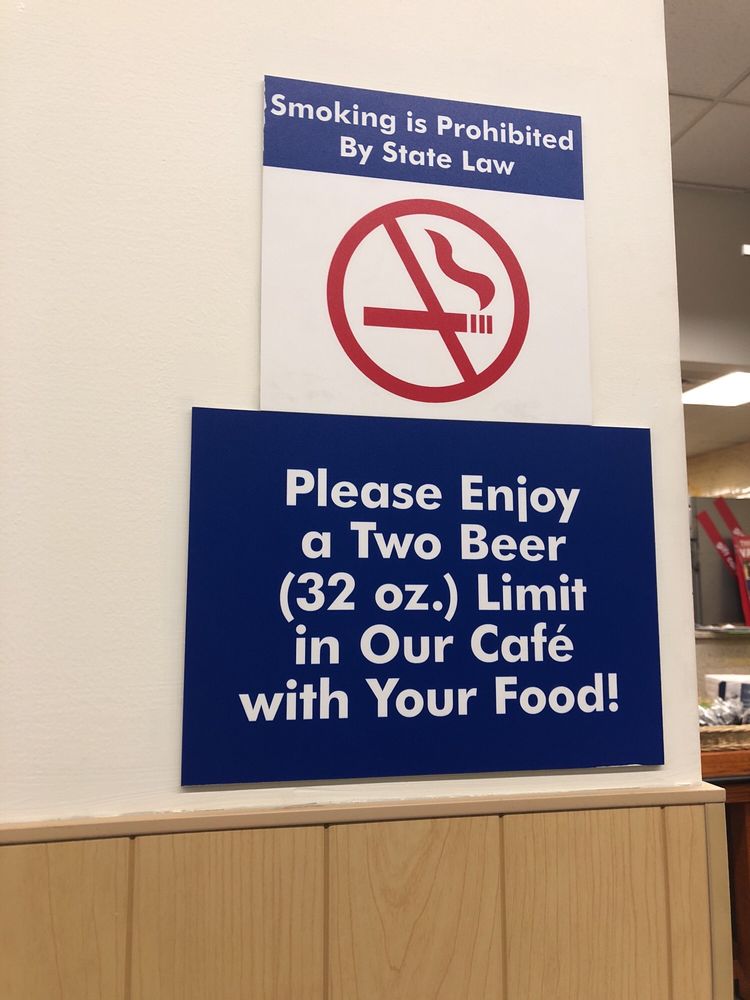 Smoking is Prohibited
By State Law
Please Enjoy
a Two Beer
(32 oz.) Limit
in Our Café
with Your Food!